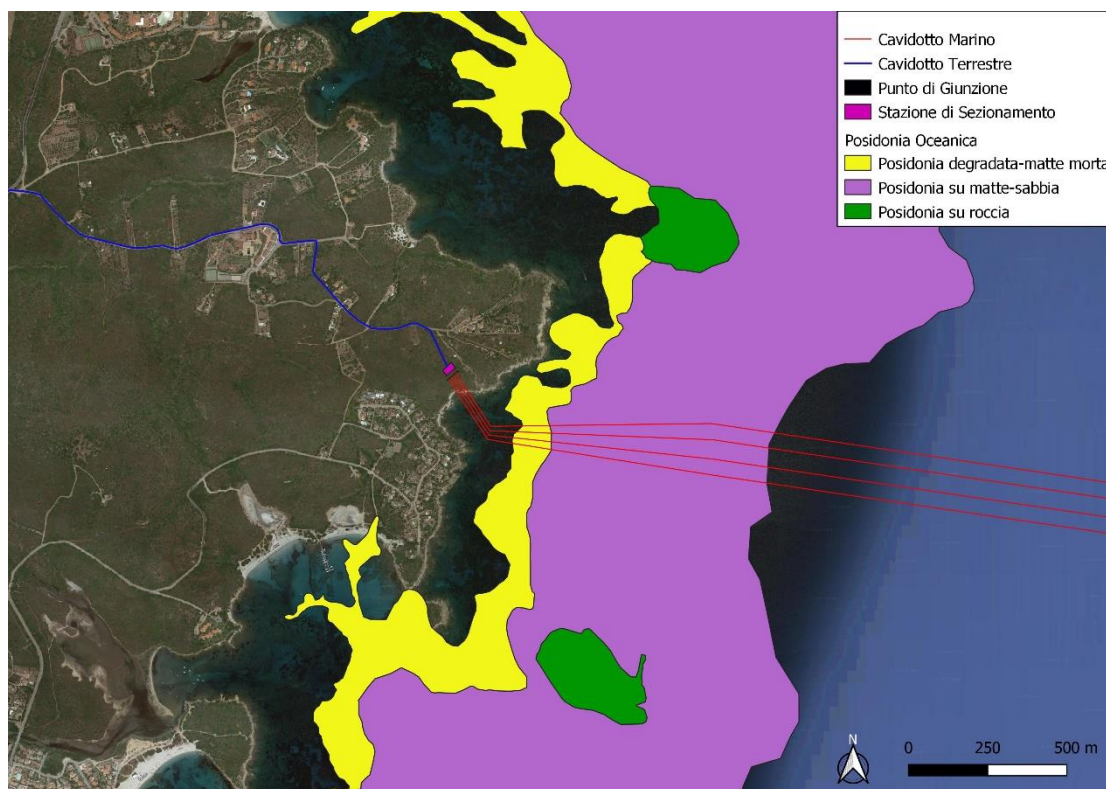 Cavidotto Marino
Cavidotto Terrestre
Punto di Giunzione
Stazione di Sezionamento
Posidonia Oceanica
Posidonia degradata-matte morta
Posidonia su matte-sabbia
Posidonia su roccia
N
0 250 500 m